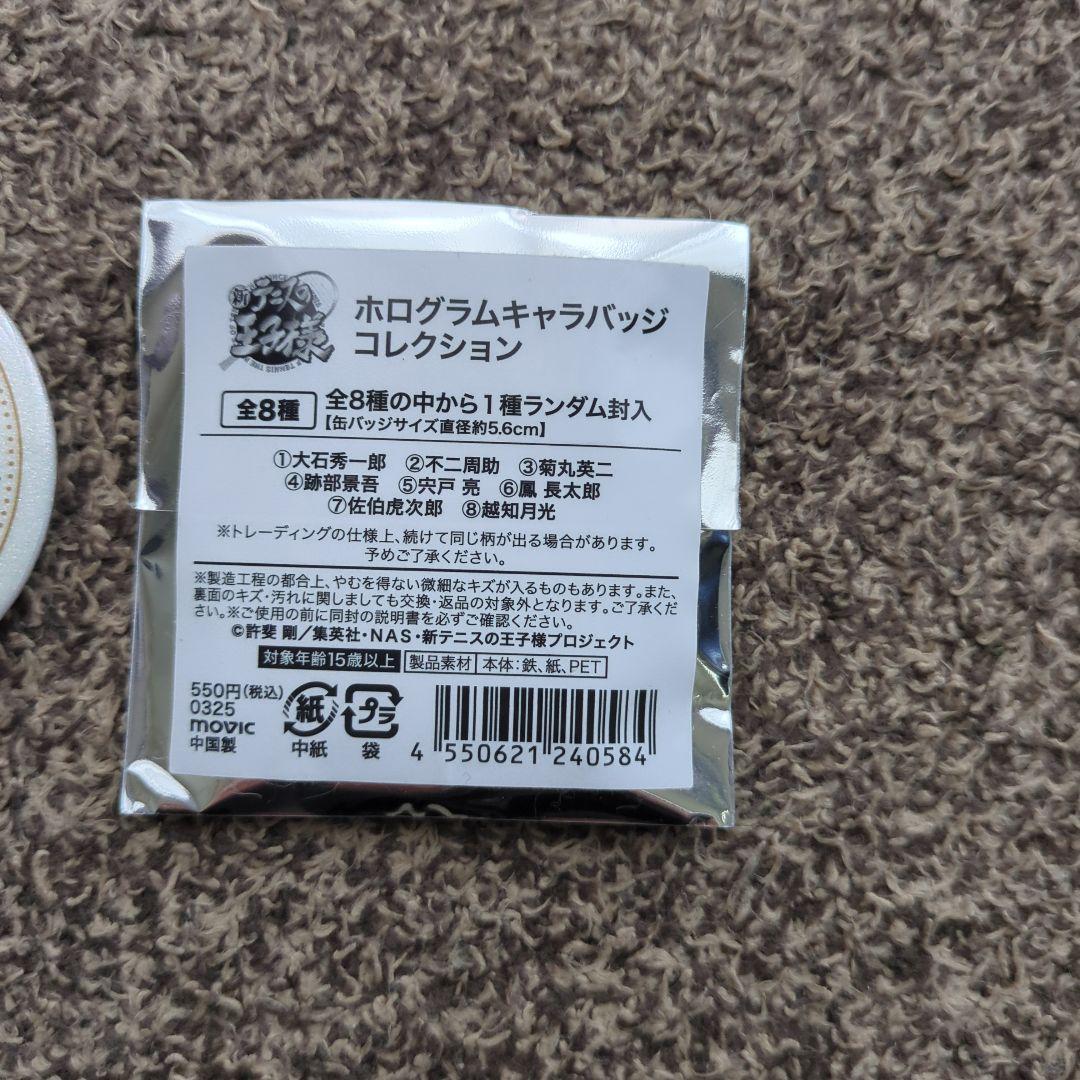 新テニスの
王子様
ホログラムキャラバッジ
コレクション
全8種 全8種の中から1種ランダム封入
【缶バッジサイズ直径約5.6cm】
①大石秀一郎 ②不二周助 ③菊丸英二
④跡部景吾 ⑤宍戸 亮 ⑥鳳 長太郎
⑦佐伯虎次郎 ⑧越知月光
※トレーディングの仕様上、続けて同じ柄が出る場合があります。
予めご了承ください。
※製造工程の都合上、やむを得ない微細なキズが入るものもあります。また、
裏面のキズ・汚れに関しましても交換・返品の対象外となります。ご了承くだ
さい。※ご使用の前に同封の説明書を必ずご確認ください。
©許斐 剛／集英社・NAS・新テニスの王子様プロジェクト
対象年齢15歳以上 製品素材 本体：鉄、紙、PET
550円(税込)
0325
movic
中国製
紙
中紙
プラ
袋
4 550621 240584